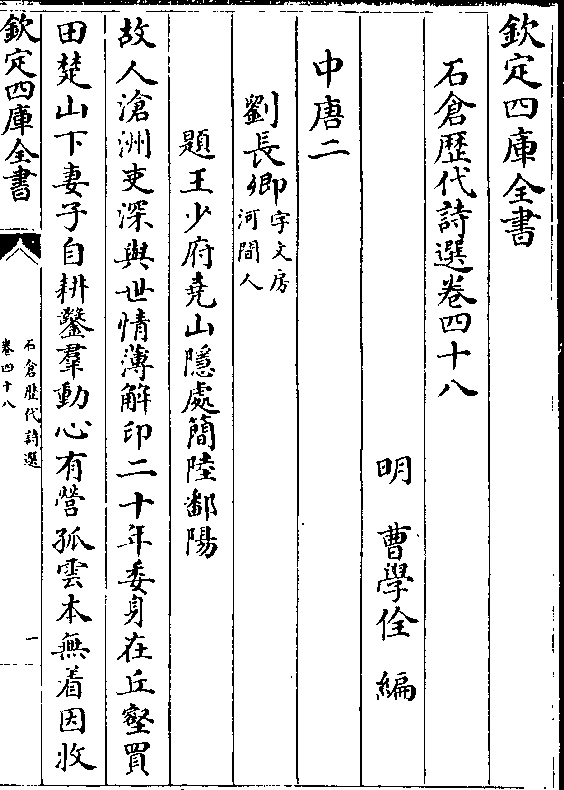 欽定四庫全書
石倉歴代詩選卷四十八
明 曹學佺 編
中唐二
劉長卿字文房
河間人
題王少府堯山隱處簡陸鄱陽
故人滄洲吏深與世情薄解印二十年委身在丘壑買
田楚山下妻子自耕鑿羣動心有營孤雲本無着因收
欽定四庫全書
石倉歴代詩選
卷四十八
一